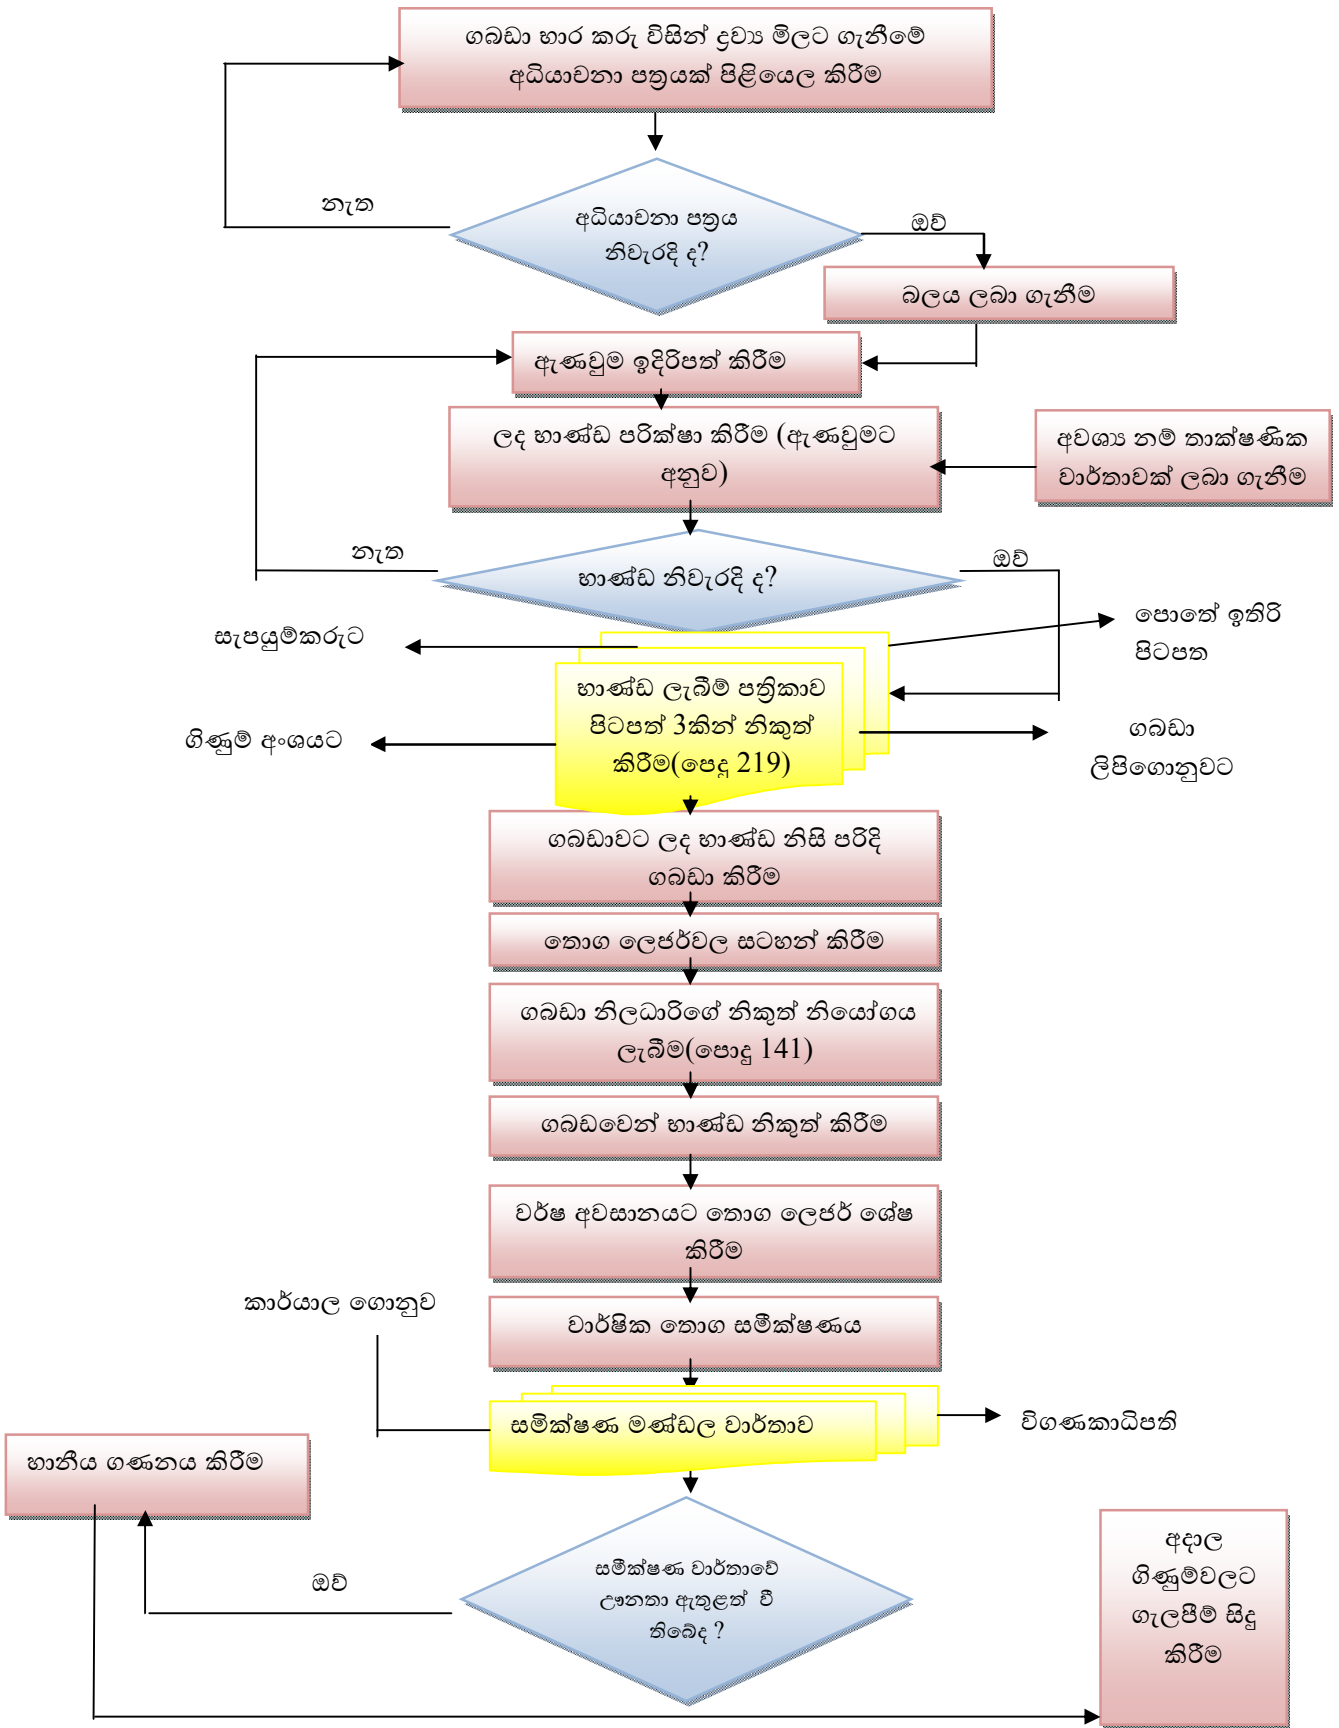 ගබඩා භාර කරු විසින් ද්‍රව්‍ය මිලට ගැනීමේ
අධියාචනා පත්‍රයක් පිළියෙල කිරීම
නැත
අධියාචනා පත්‍රය
නිවැරදි ද?
ඔව්
බලය ලබා ගැනීම
ඇණවුම ඉදිරිපත් කිරීම
ලද භාණ්ඩ පරික්ෂා කිරීම (ඇණවුමට
අනුව)
අවශ්‍ය නම් තාක්ෂණික
වාර්තාවක් ලබා ගැනීම
නැත
භාණ්ඩ නිවැරදි ද?
ඔව්
සැපයුම්කරුට
පොතේ ඉතිරි
පිටපත
භාණ්ඩ ලැබීම් පත්‍රිකාව
පිටපත් 3කින් නිකුත්
කිරීම(පෙදු 219)
ගිණුම් අංශයට
ගබඩා
ලිපිගොනුවට
ගබඩාවට ලද භාණ්ඩ නිසි පරිදි
ගබඩා කිරීම
තොග ලෙජර්වල සටහන් කිරීම
ගබඩා නිලධාරිගේ නිකුත් නියෝගය
ලැබීම(පොදු 141)
ගබඩවෙන් භාණ්ඩ නිකුත් කිරීම
වර්ෂ අවසානයට තොග ලෙජර් ශේෂ
කිරීම
කාර්යාල ගොනුව
වාර්ෂික තොග සමීක්ෂණය
සමික්ෂණ මණ්ඩල වාර්තාව
විගණකාධිපති
හානීය ගණනය කිරීම
ඔව්
සමීක්ෂණ වාර්තාවේ
ඌනතා ඇතුළත් වී
තිබේද ?
අදාල
ගිණුම්වලට
ගැලපීම් සිදු
කිරීම